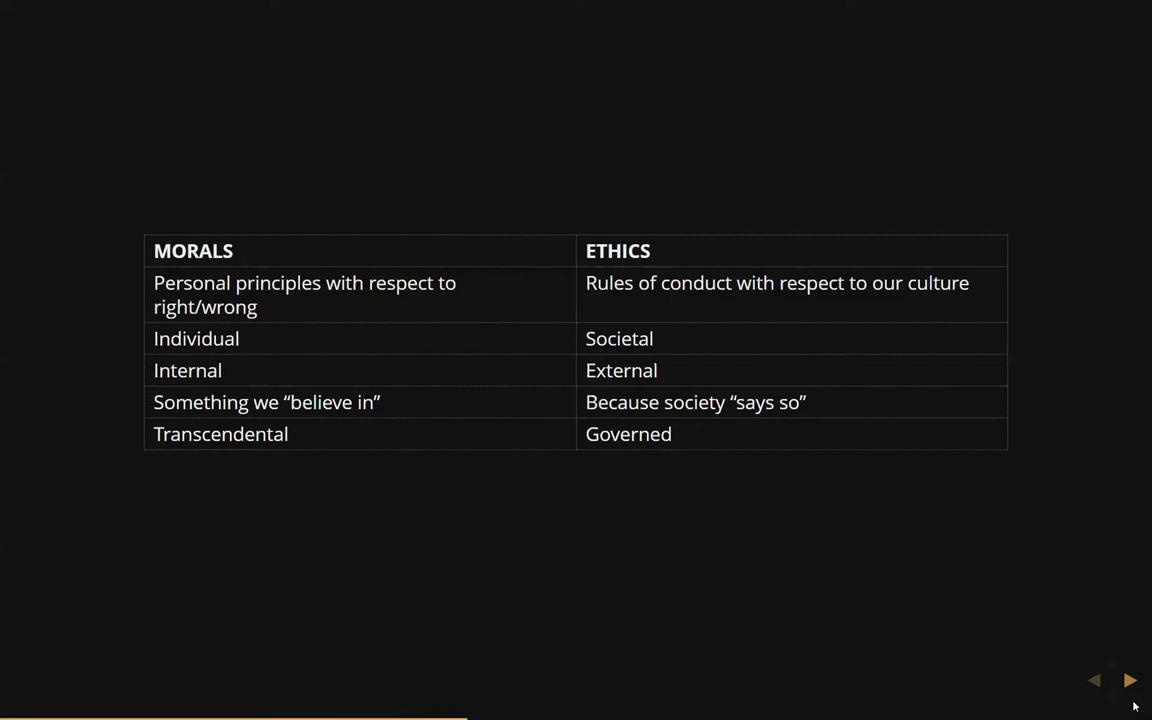 MORALS
ETHICS
Personal principles with respect to
right/wrong
Rules of conduct with respect to our culture
Individual
Societal
Internal
External
Something we “believe in”
Because society “says so”
Transcendental
Governed